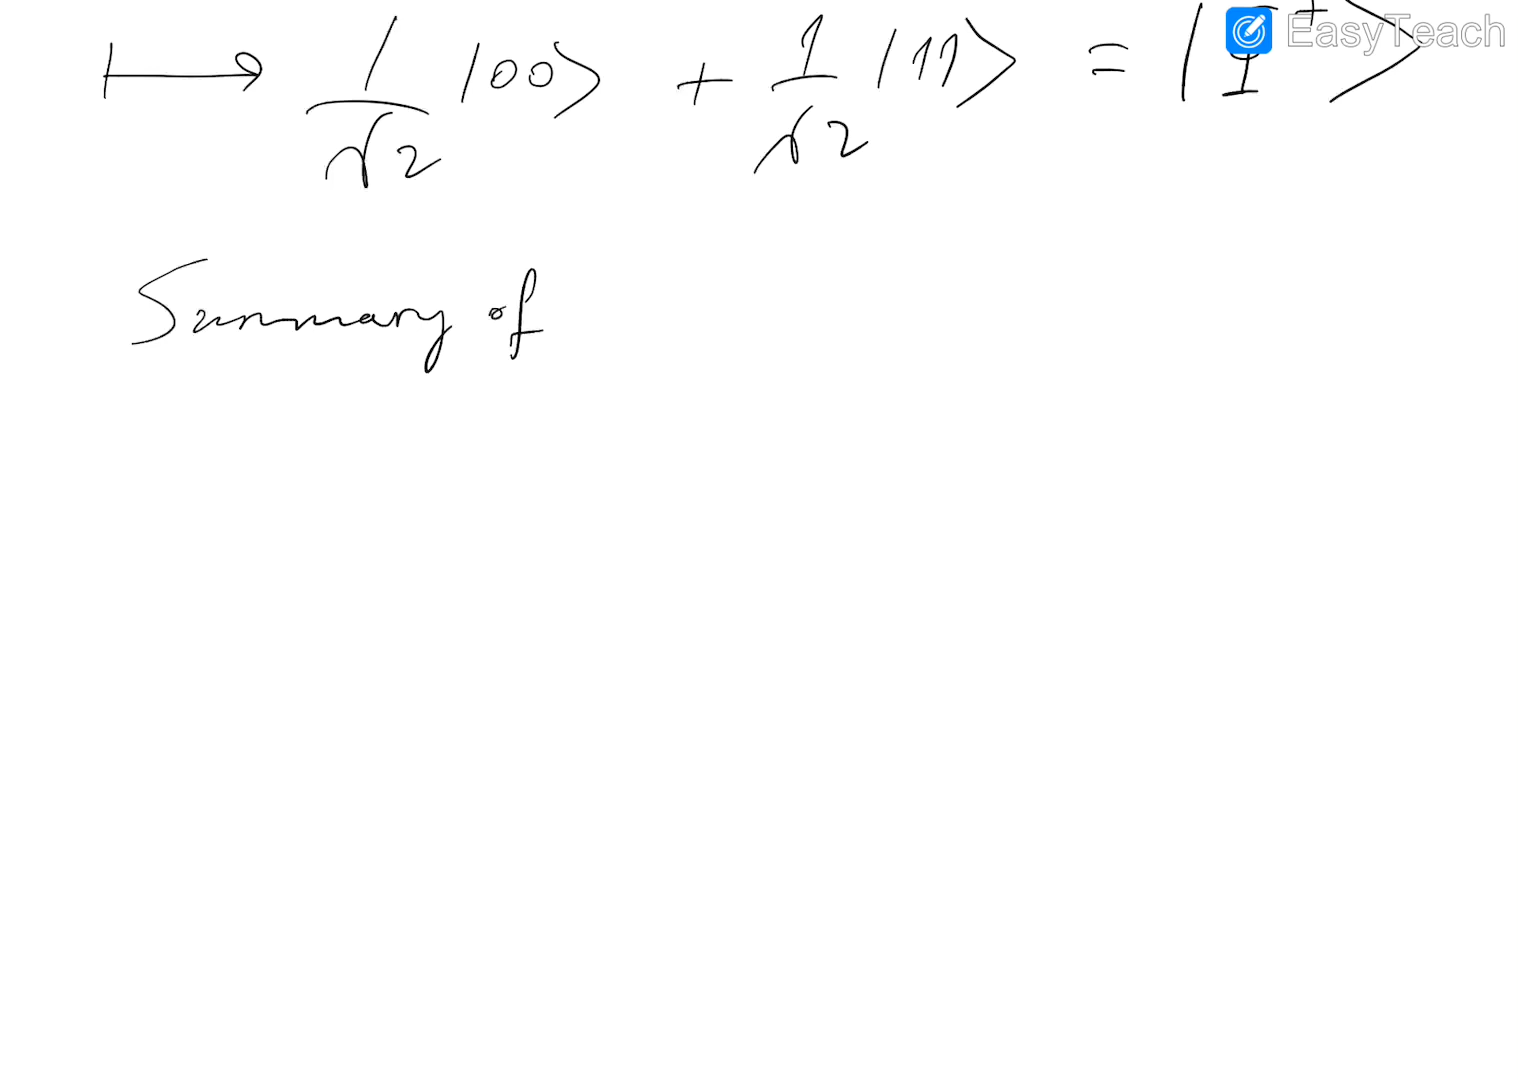 ↦ 1/√2 |00⟩ + 1/√2 |11⟩ = |Φ⁺⟩
EasyTeach
Summary of